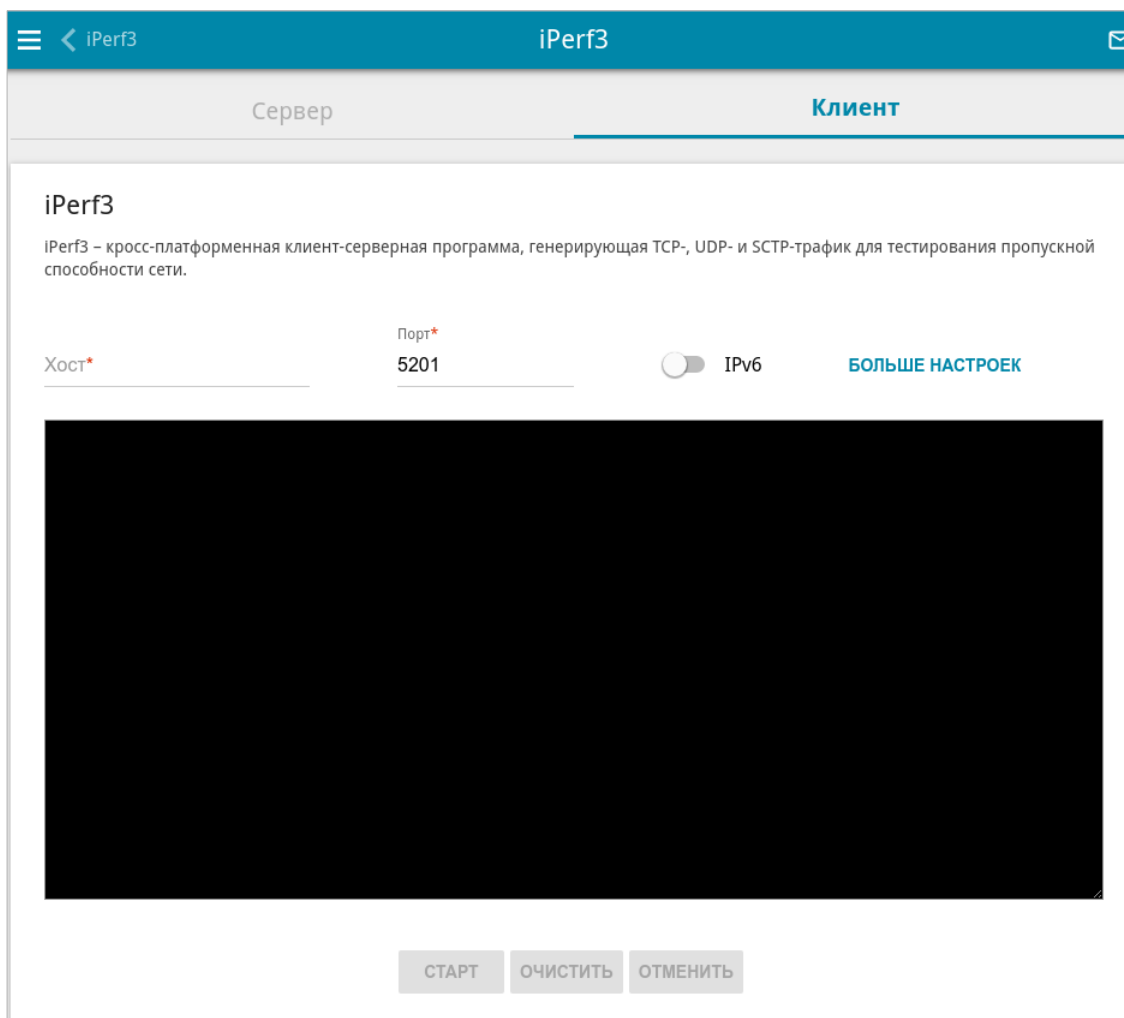 iPerf3 iPerf3
Сервер Клиент
iPerf3
iPerf3 – кросс-платформенная клиент-серверная программа, генерирующая TCP-, UDP- и SCTP-трафик для тестирования пропускной
способности сети.
Порт*
Хост* 5201 IPv6 БОЛЬШЕ НАСТРОЕК
СТАРТ ОЧИСТИТЬ ОТМЕНИТЬ